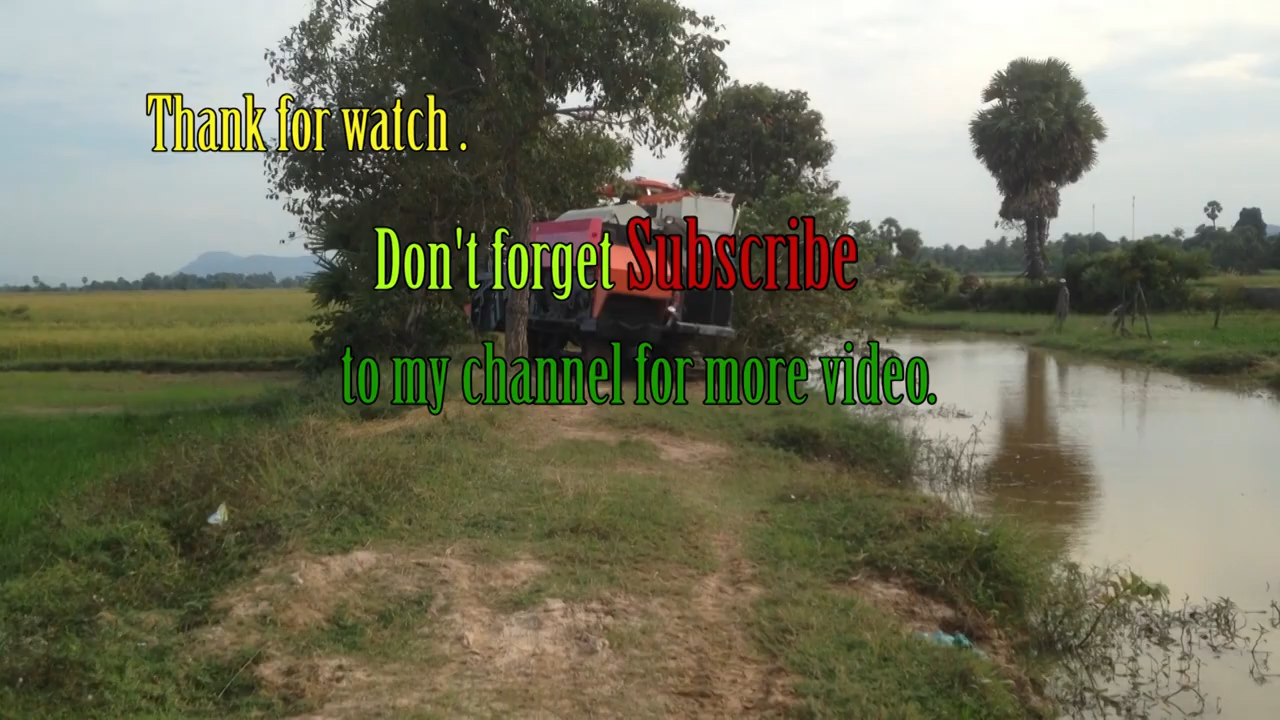 Thank for watch .
Don't forget Subscribe
to my channel for more video.